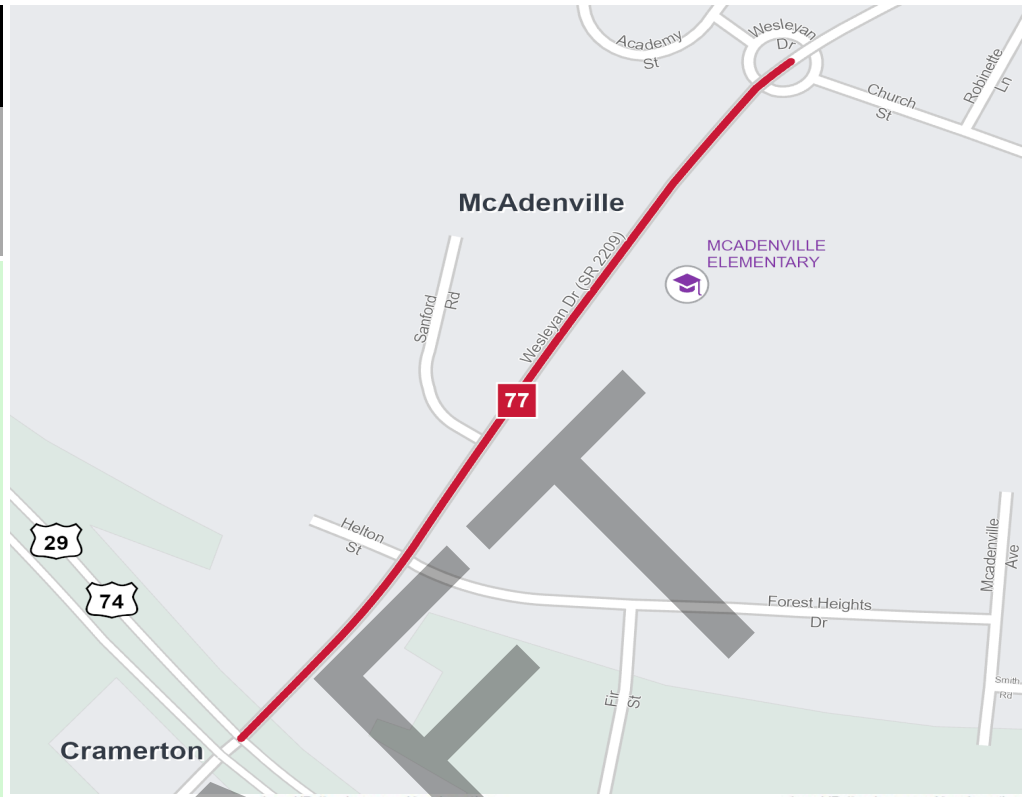 Wesleyan
Dr
Academy
St
Robinette
Ln
Church
St
McAdenville
MCADENVILLE
ELEMENTARY
Wesleyan Dr (SR 2209)
Sanford
Rd
77
29
Helton
St
Mcadenville
Ave
74
Forest Heights
Dr
Smith
Rd
St
Cramerton